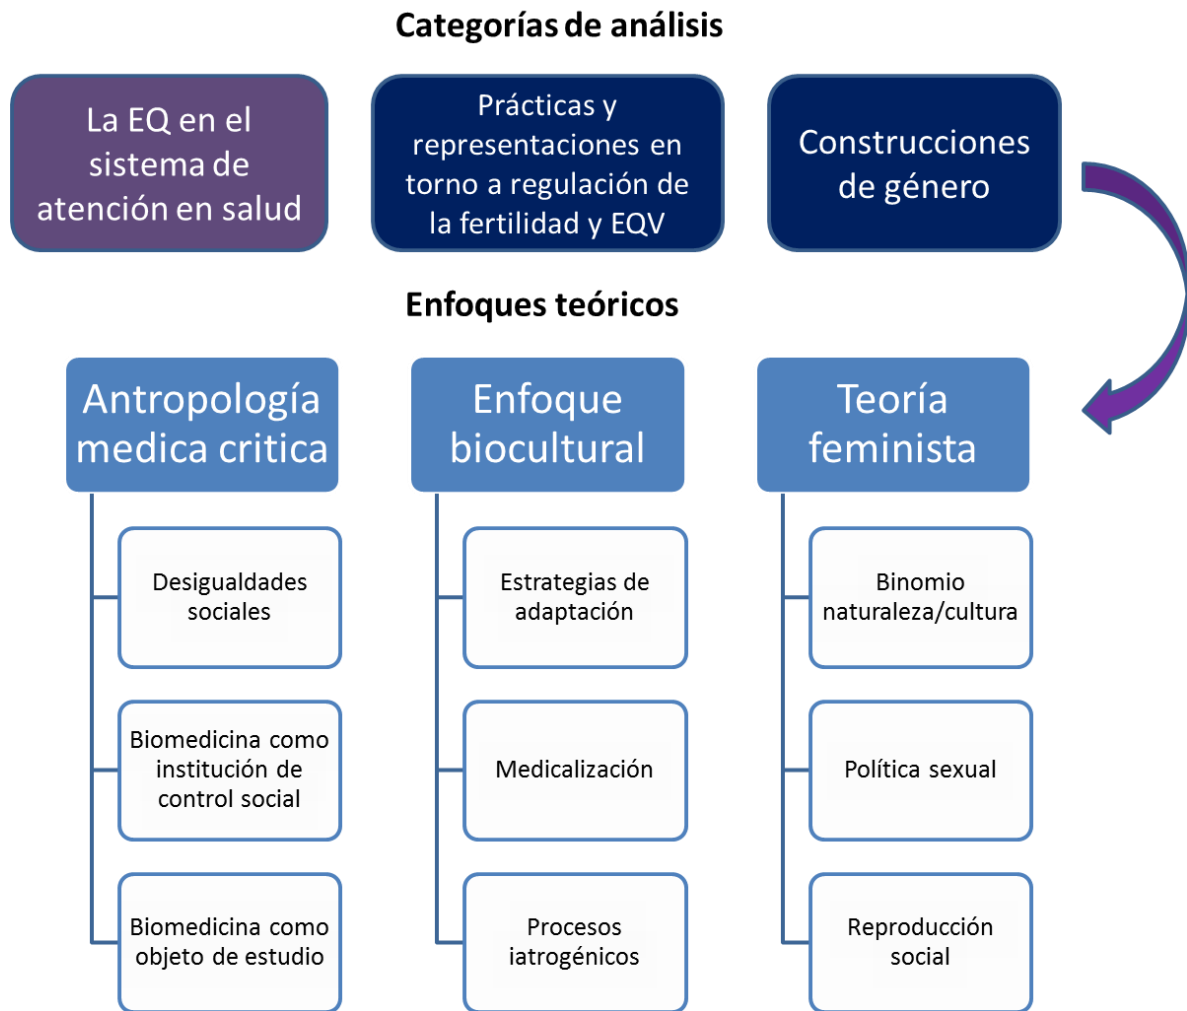 Categorías de análisis
La EQ en el
sistema de
atención en salud
Prácticas y
representaciones en
torno a regulación de
la fertilidad y EQV
Construcciones
de género
Enfoques teóricos
Antropología
medica critica
Desigualdades
sociales
Biomedicina como
institución de
control social
Biomedicina como
objeto de estudio
Enfoque
biocultural
Estrategias de
adaptación
Medicalización
Procesos
iatrogénicos
Teoría
feminista
Binomio
naturaleza/cultura
Política sexual
Reproducción
social